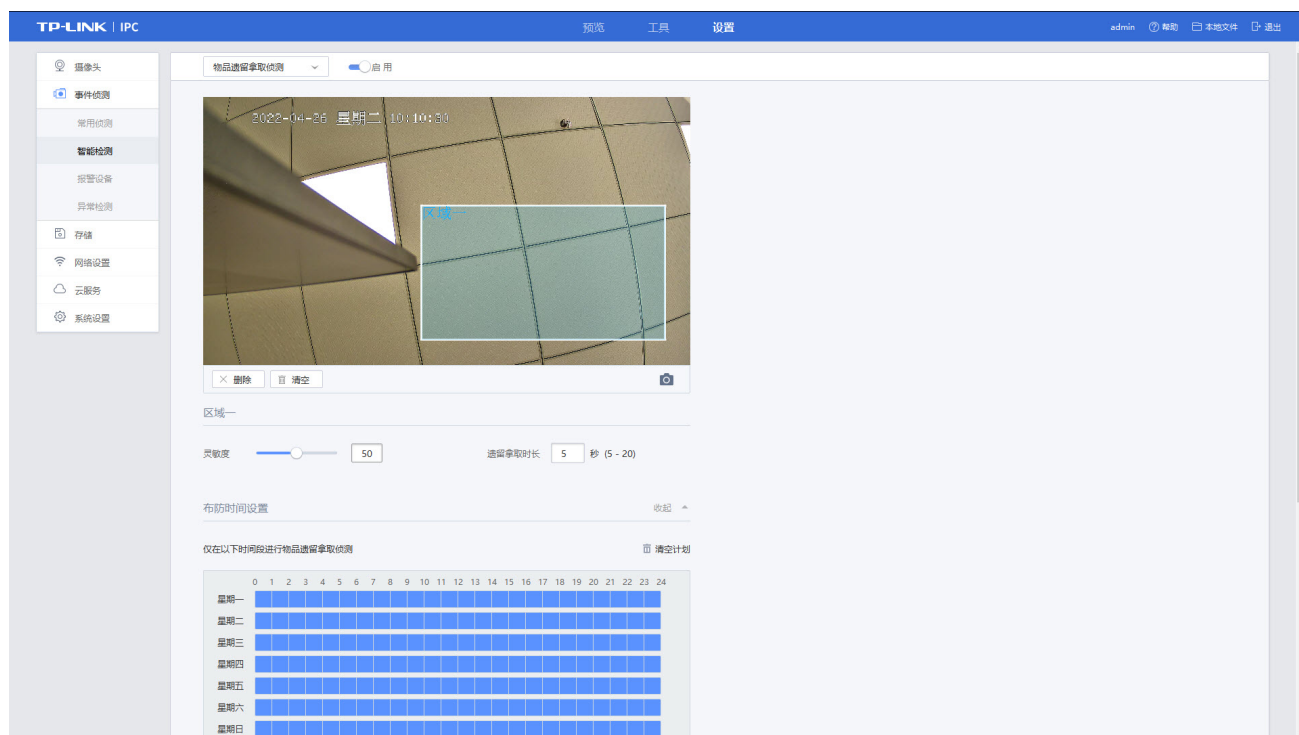 TP-LINK | IPC 预览 工具 设置 admin 帮助 本地文件 退出
摄像头
事件侦测
常用侦测
智能检测
报警设备
异常检测
存储
网络设置
云服务
系统设置
物品遗留拿取侦测 启用
2022-04-26 星期二 10:10:30
区域一
删除 清空
区域一
灵敏度 50 遗留拿取时长 5 秒 (5 - 20)
布防时间设置 收起
仅在以下时间段进行物品遗留拿取侦测 清空计划
0 1 2 3 4 5 6 7 8 9 10 11 12 13 14 15 16 17 18 19 20 21 22 23 24
星期一
星期二
星期三
星期四
星期五
星期六
星期日